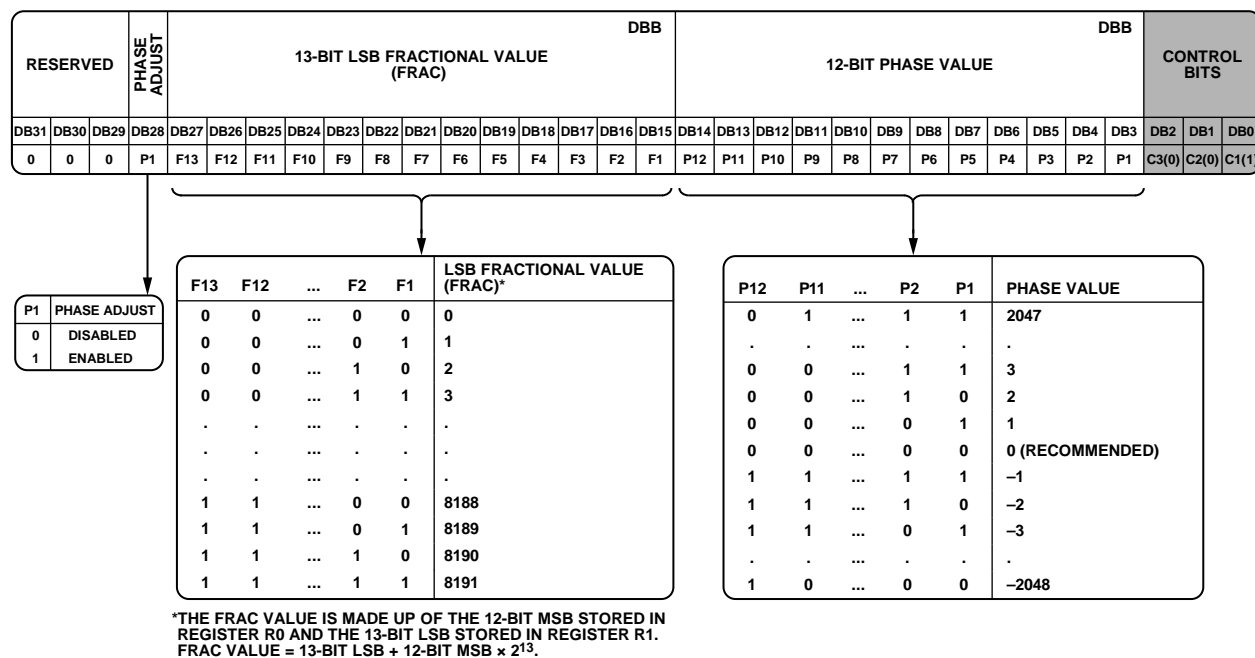 RESERVED
PHASE
ADJUST
DBB
13-BIT LSB FRACTIONAL VALUE
(FRAC)
DBB
12-BIT PHASE VALUE
CONTROL
BITS
DB31 DB30 DB29 DB28 DB27 DB26 DB25 DB24 DB23 DB22 DB21 DB20 DB19 DB18 DB17 DB16 DB15 DB14 DB13 DB12 DB11 DB10 DB9 DB8 DB7 DB6 DB5 DB4 DB3 DB2 DB1 DB0
0 0 0 P1 F13 F12 F11 F10 F9 F8 F7 F6 F5 F4 F3 F2 F1 P12 P11 P10 P9 P8 P7 P6 P5 P4 P3 P2 P1 C3(0) C2(0) C1(1)
P1 PHASE ADJUST
0 DISABLED
1 ENABLED
F13 F12 ... F2 F1 LSB FRACTIONAL VALUE
(FRAC)*
0 0 ... 0 0 0
0 0 ... 0 1 1
0 0 ... 1 0 2
0 0 ... 1 1 3
. . ... . . .
. . ... . . .
. . ... . . .
1 1 ... 0 0 8188
1 1 ... 0 1 8189
1 1 ... 1 0 8190
1 1 ... 1 1 8191
*THE FRAC VALUE IS MADE UP OF THE 12-BIT MSB STORED IN
REGISTER R0 AND THE 13-BIT LSB STORED IN REGISTER R1.
FRAC VALUE = 13-BIT LSB + 12-BIT MSB × 2¹³.
P12 P11 ... P2 P1 PHASE VALUE
0 1 ... 1 1 2047
. . ... . . .
0 0 ... 1 1 3
0 0 ... 1 0 2
0 0 ... 0 1 1
0 0 ... 0 0 0 (RECOMMENDED)
1 1 ... 1 1 –1
1 1 ... 1 0 –2
1 1 ... 0 1 –3
. . ... . . .
1 0 ... 0 0 –2048